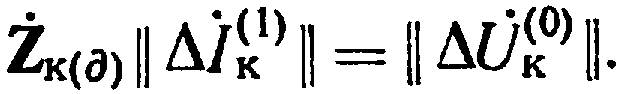 Ż_{к(д)} ‖ Δİ_к^{(1)} ‖ = ‖ ΔU̇_к^{(0)} ‖.